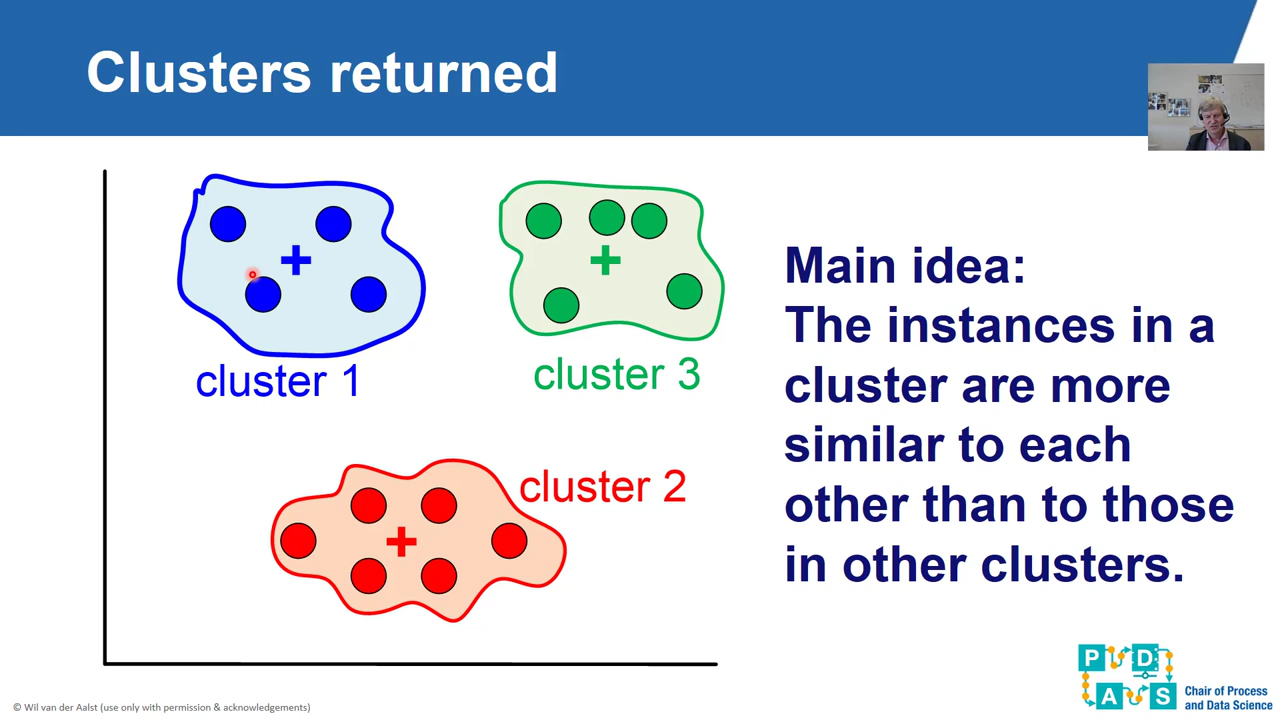 Clusters returned
cluster 1
cluster 3
cluster 2
Main idea:
The instances in a
cluster are more
similar to each
other than to those
in other clusters.
P D
A S
Chair of Process
and Data Science
© Wil van der Aalst (use only with permission & acknowledgements)